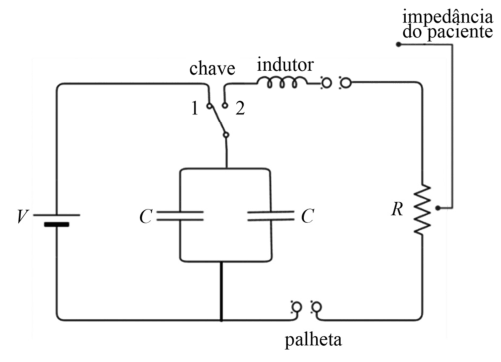 impedância
do paciente
chave
indutor
1
2
V
C
C
R
palheta